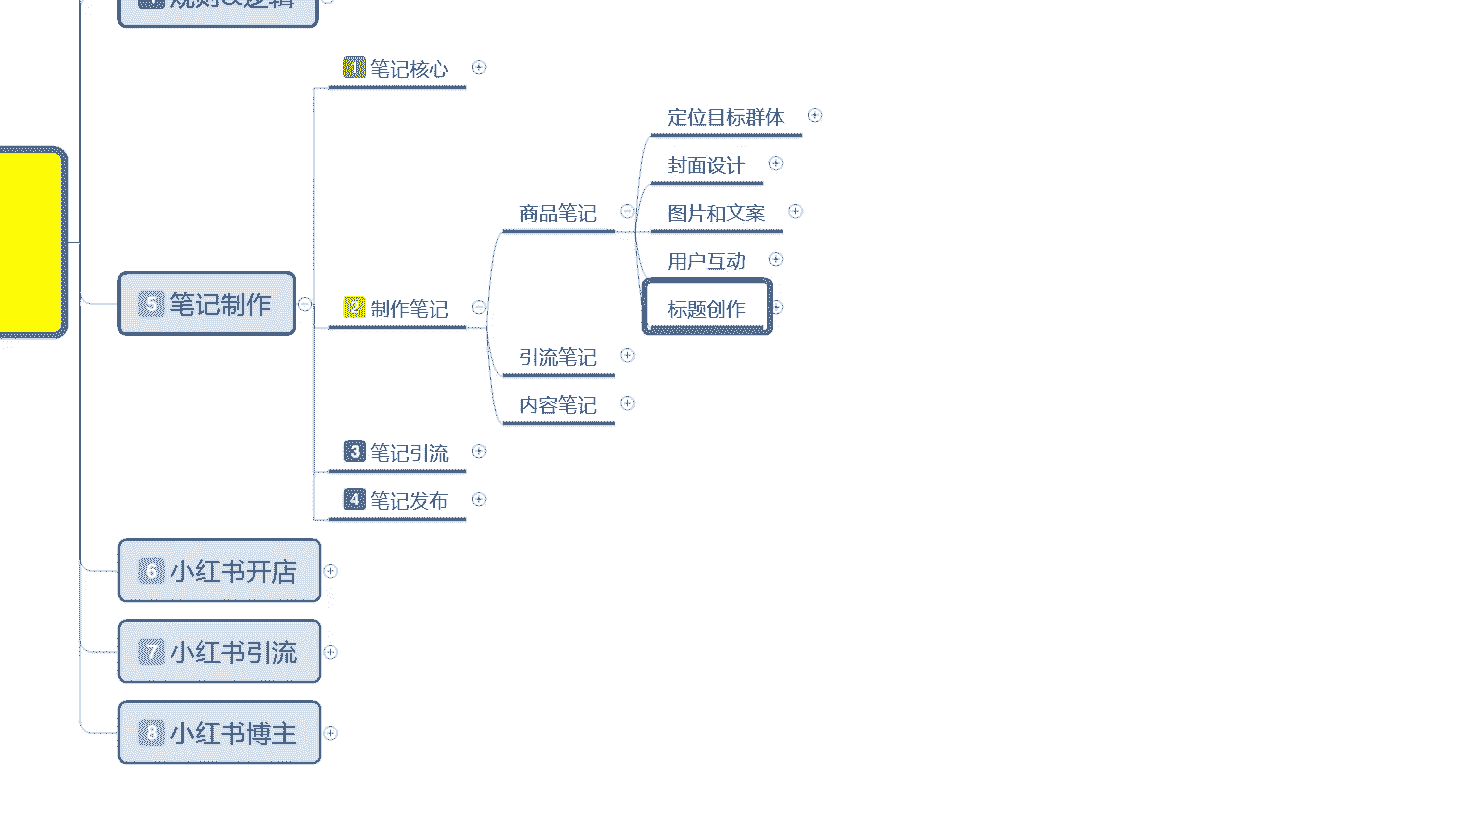 规则&逻辑
1 笔记核心
定位目标群体
封面设计
商品笔记
图片和文案
用户互动
5 笔记制作
2 制作笔记
标题创作
引流笔记
内容笔记
3 笔记引流
4 笔记发布
6 小红书开店
7 小红书引流
8 小红书博主